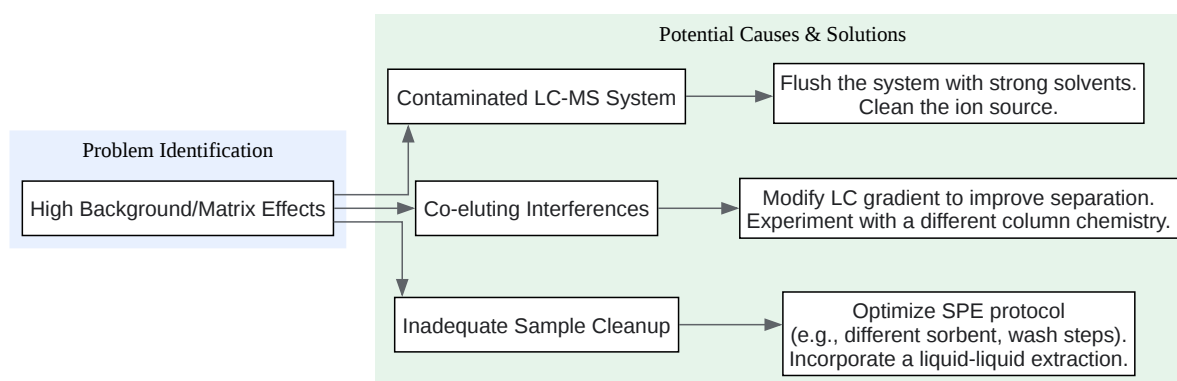 Potential Causes & Solutions
Contaminated LC-MS System
Flush the system with strong solvents.
Clean the ion source.
Problem Identification
High Background/Matrix Effects
Co-eluting Interferences
Modify LC gradient to improve separation.
Experiment with a different column chemistry.
Inadequate Sample Cleanup
Optimize SPE protocol
(e.g., different sorbent, wash steps).
Incorporate a liquid-liquid extraction.